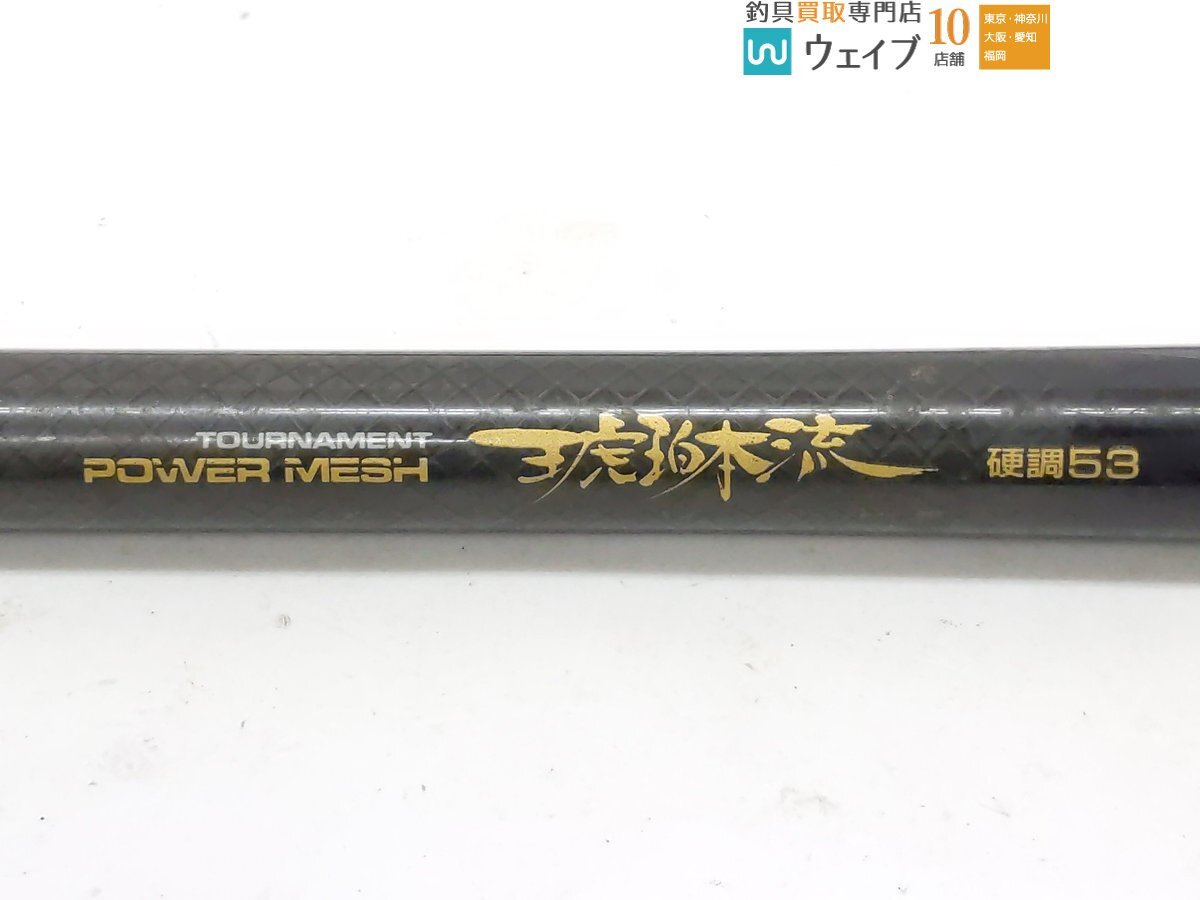 釣具買取専門店
ウェイブ
10
店舗
東京・神奈川
大阪・愛知
福岡
TOURNAMENT
POWER MESH
琥珀本流
硬調53